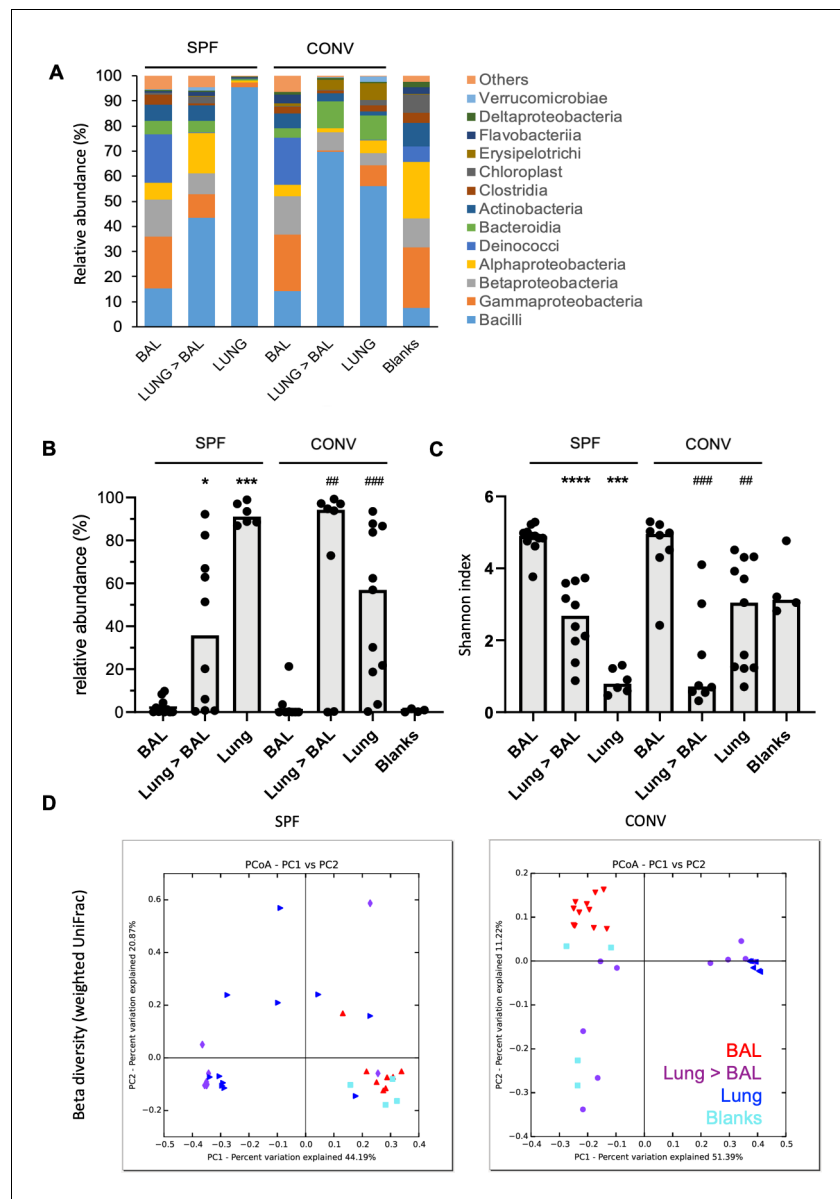 SPF CONV
A
100
90
80
70
60
50
40
30
20
10
0
Relative abundance (%)
BAL
LUNG > BAL
LUNG
BAL
LUNG > BAL
LUNG
Blanks
Others
Verrucomicrobiae
Deltaproteobacteria
Flavobacteriia
Erysipelotrichi
Chloroplast
Clostridia
Actinobacteria
Bacteroidia
Deinococci
Alphaproteobacteria
Betaproteobacteria
Gammaproteobacteria
Bacilli
B
SPF CONV
* *** ## ###
100
80
60
40
20
0
relative abundance (%)
BAL
Lung > BAL
Lung
BAL
Lung > BAL
Lung
Blanks
C
SPF CONV
**** *** ### ##
6
4
2
0
Shannon index
BAL
Lung > BAL
Lung
BAL
Lung > BAL
Lung
Blanks
D
SPF
Beta diversity (weighted UniFrac)
PCoA - PC1 vs PC2
PC2 - Percent variation explained 20.87%
0.6
0.4
0.2
0.0
−0.2
−0.5 −0.4 −0.3 −0.2 −0.1 0.0 0.1 0.2 0.3 0.4
PC1 - Percent variation explained 44.19%
CONV
PCoA - PC1 vs PC2
PC2 - Percent variation explained 11.22%
0.2
0.1
0.0
−0.1
−0.2
−0.3
−0.4
−0.3 −0.2 −0.1 0.0 0.1 0.2 0.3 0.4 0.5
PC1 - Percent variation explained 51.39%
BAL
Lung > BAL
Lung
Blanks